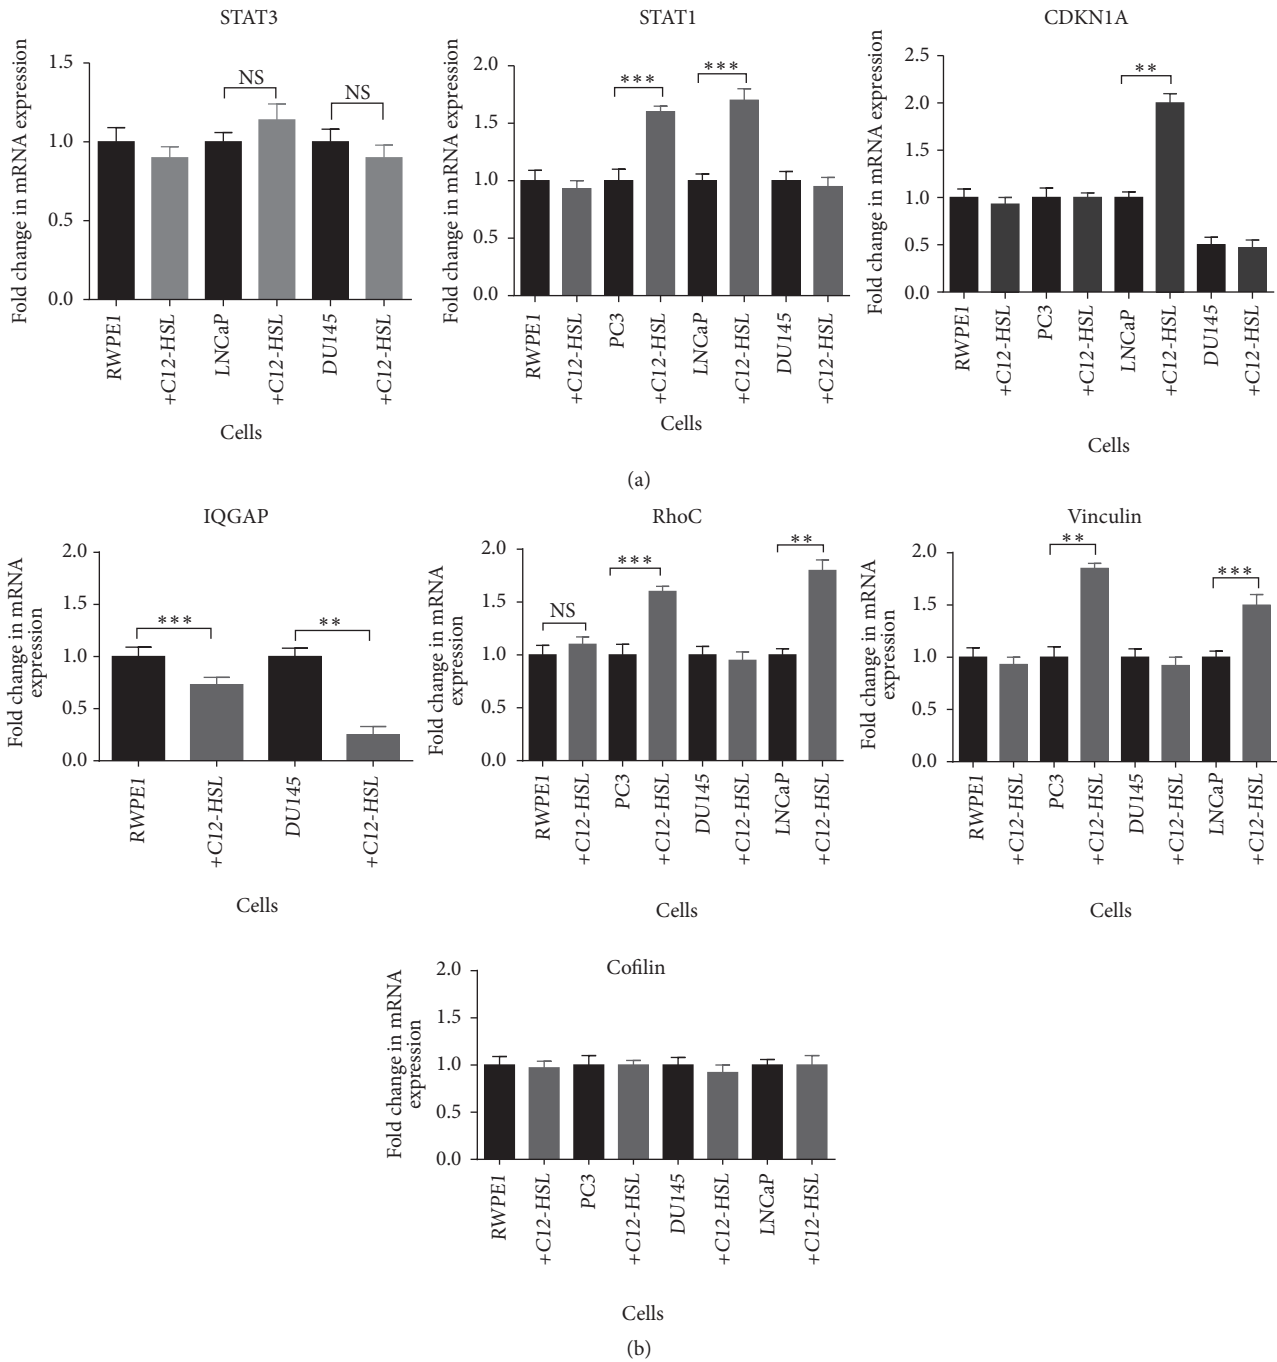 STAT3
Fold change in mRNA expression
1.5
1.0
0.5
0.0
NS
NS
RWPE1
+C12-HSL
LNCaP
+C12-HSL
DU145
+C12-HSL
Cells
STAT1
Fold change in mRNA expression
2.0
1.5
1.0
0.5
0.0
***
***
RWPE1
+C12-HSL
PC3
+C12-HSL
LNCaP
+C12-HSL
DU145
+C12-HSL
Cells
CDKN1A
Fold change in mRNA expression
2.5
2.0
1.5
1.0
0.5
0.0
**
RWPE1
+C12-HSL
PC3
+C12-HSL
LNCaP
+C12-HSL
DU145
+C12-HSL
Cells
(a)
IQGAP
Fold change in mRNA
expression
2.0
1.5
1.0
0.5
0.0
***
**
RWPE1
+C12-HSL
DU145
+C12-HSL
Cells
RhoC
Fold change in mRNA
expression
2.0
1.5
1.0
0.5
0.0
NS
***
**
RWPE1
+C12-HSL
PC3
+C12-HSL
DU145
+C12-HSL
LNCaP
+C12-HSL
Cells
Vinculin
Fold change in mRNA
expression
2.0
1.5
1.0
0.5
0.0
**
***
RWPE1
+C12-HSL
PC3
+C12-HSL
DU145
+C12-HSL
LNCaP
+C12-HSL
Cells
Cofilin
Fold change in mRNA
expression
2.0
1.5
1.0
0.5
0.0
RWPE1
+C12-HSL
PC3
+C12-HSL
DU145
+C12-HSL
LNCaP
+C12-HSL
Cells
(b)